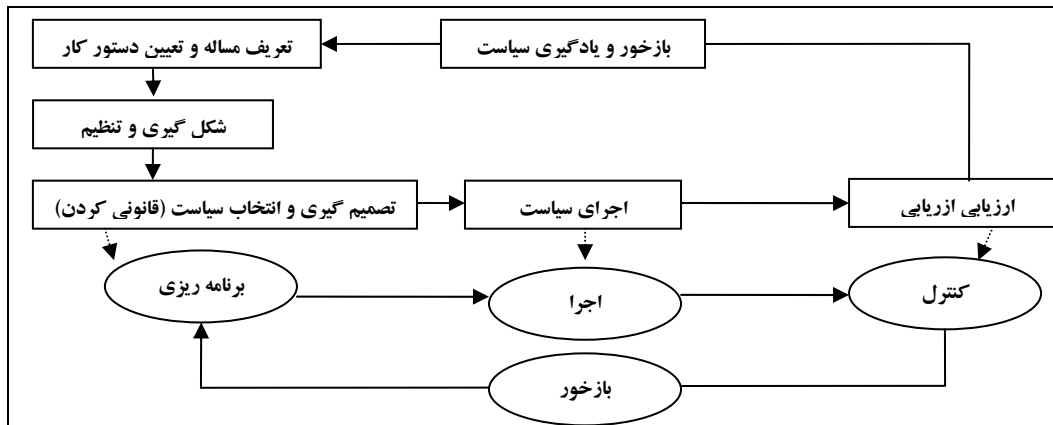 تعریف مساله و تعیین دستور کار
بازخور و یادگیری سیاست
شکل گیری و تنظیم
تصمیم گیری و انتخاب سیاست (قانونی کردن)
اجرای سیاست
ارزیابی ازریابی
برنامه ریزی
اجرا
کنترل
بازخور